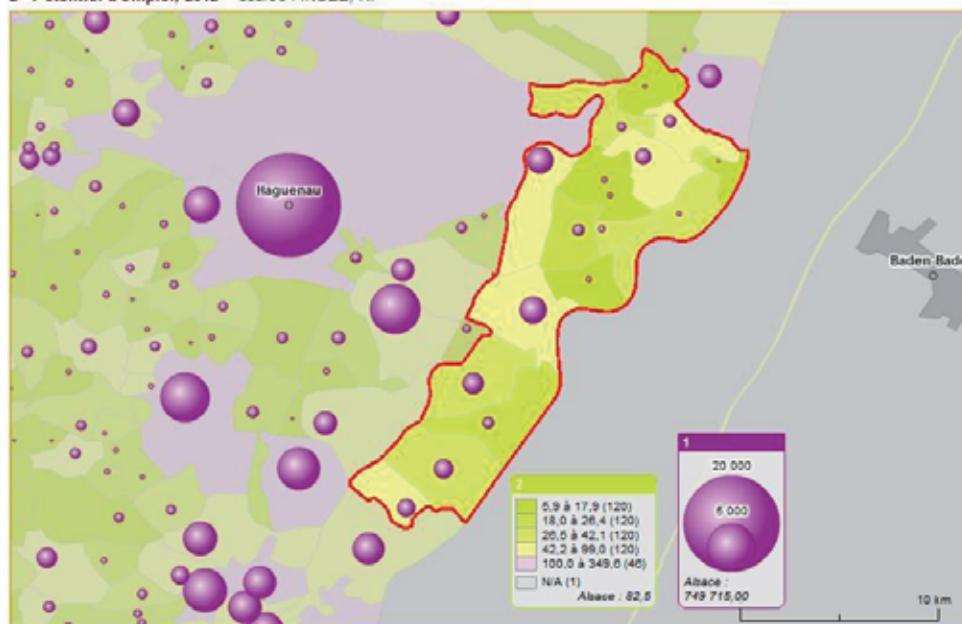 Haguenau
Baden-Bade
1
20 000
6 000
Alsace :
749 715,00
2
5,9 à 17,9 (120)
18,0 à 26,4 (120)
26,5 à 42,1 (120)
42,2 à 99,0 (120)
100,0 à 349,6 (46)
N/A (1)
Alsace : 82,5
10 km